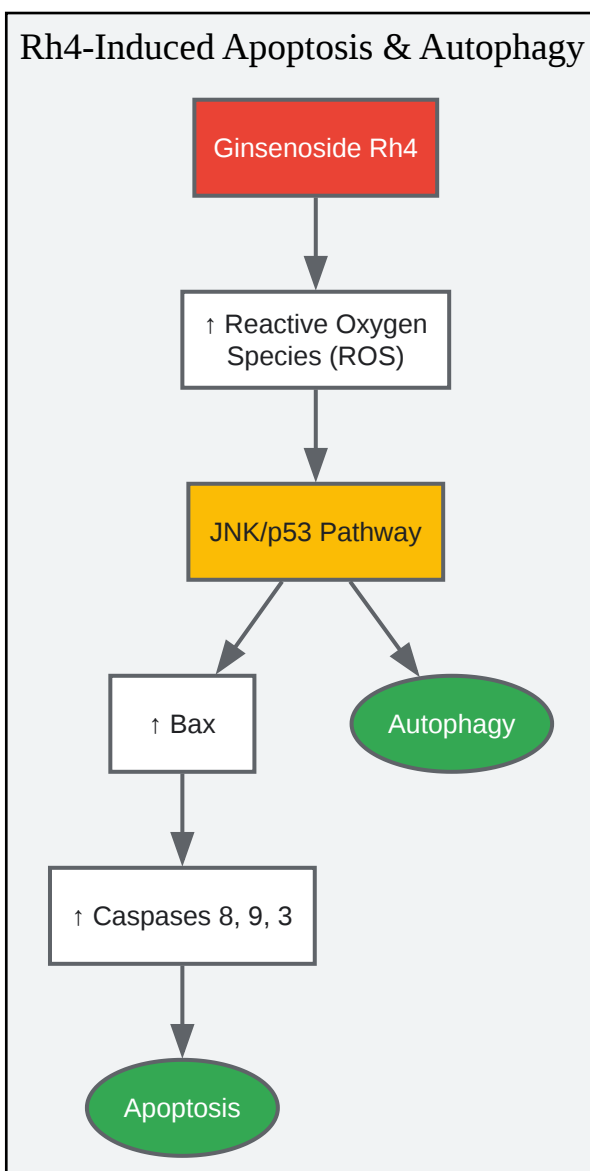 Rh4-Induced Apoptosis & Autophagy
Ginsenoside Rh4
↑ Reactive Oxygen
Species (ROS)
JNK/p53 Pathway
↑ Bax
Autophagy
↑ Caspases 8, 9, 3
Apoptosis